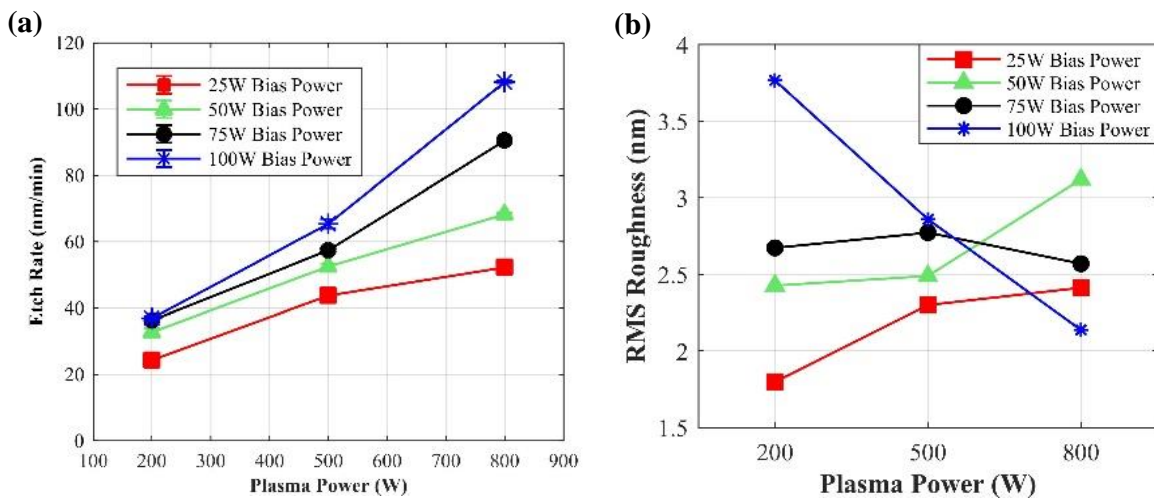 (a)
120
100
80
60
40
20
0
Etch Rate (nm/min)
25W Bias Power
50W Bias Power
75W Bias Power
100W Bias Power
100 200 300 400 500 600 700 800 900
Plasma Power (W)
(b)
4
3.5
3
2.5
2
1.5
RMS Roughness (nm)
25W Bias Power
50W Bias Power
75W Bias Power
100W Bias Power
200 500 800
Plasma Power (W)